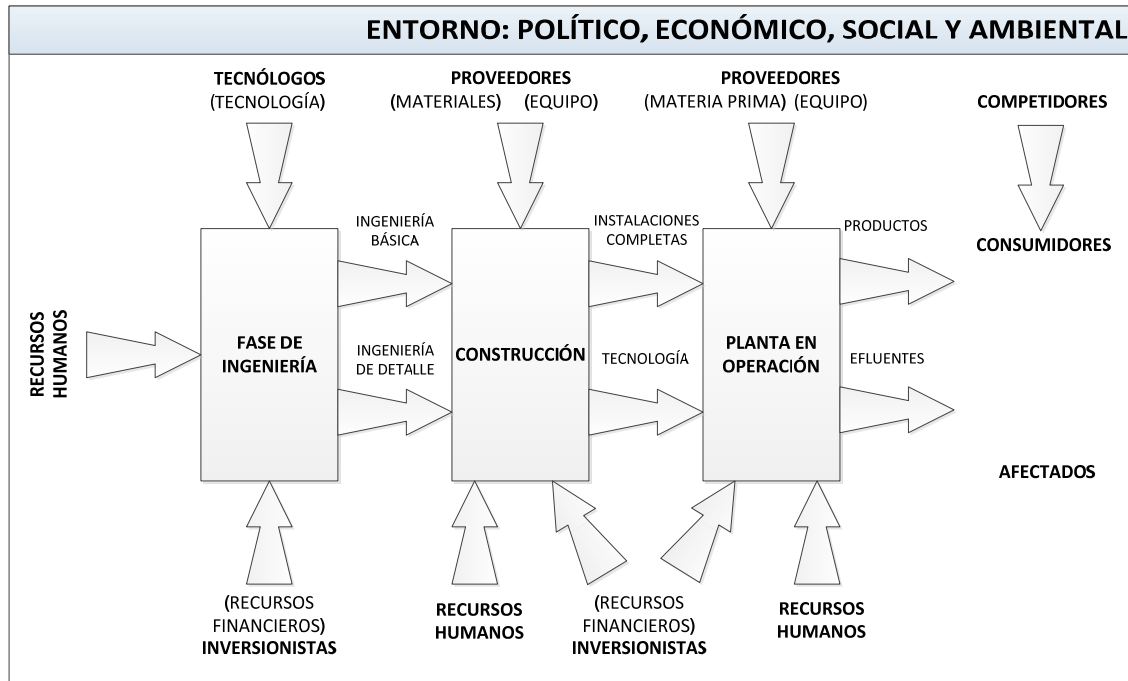 ENTORNO: POLÍTICO, ECONÓMICO, SOCIAL Y AMBIENTAL
TECNÓLOGOS
(TECNOLOGÍA)
PROVEEDORES
(MATERIALES) (EQUIPO)
PROVEEDORES
(MATERIA PRIMA) (EQUIPO)
COMPETIDORES
RECURSOS
HUMANOS
FASE DE
INGENIERÍA
INGENIERÍA
BÁSICA
INGENIERÍA
DE DETALLE
CONSTRUCCIÓN
INSTALACIONES
COMPLETAS
TECNOLOGÍA
PLANTA EN
OPERACIÓN
PRODUCTOS
EFLUENTES
CONSUMIDORES
AFECTADOS
(RECURSOS
FINANCIEROS)
INVERSIONISTAS
RECURSOS
HUMANOS
(RECURSOS
FINANCIEROS)
INVERSIONISTAS
RECURSOS
HUMANOS